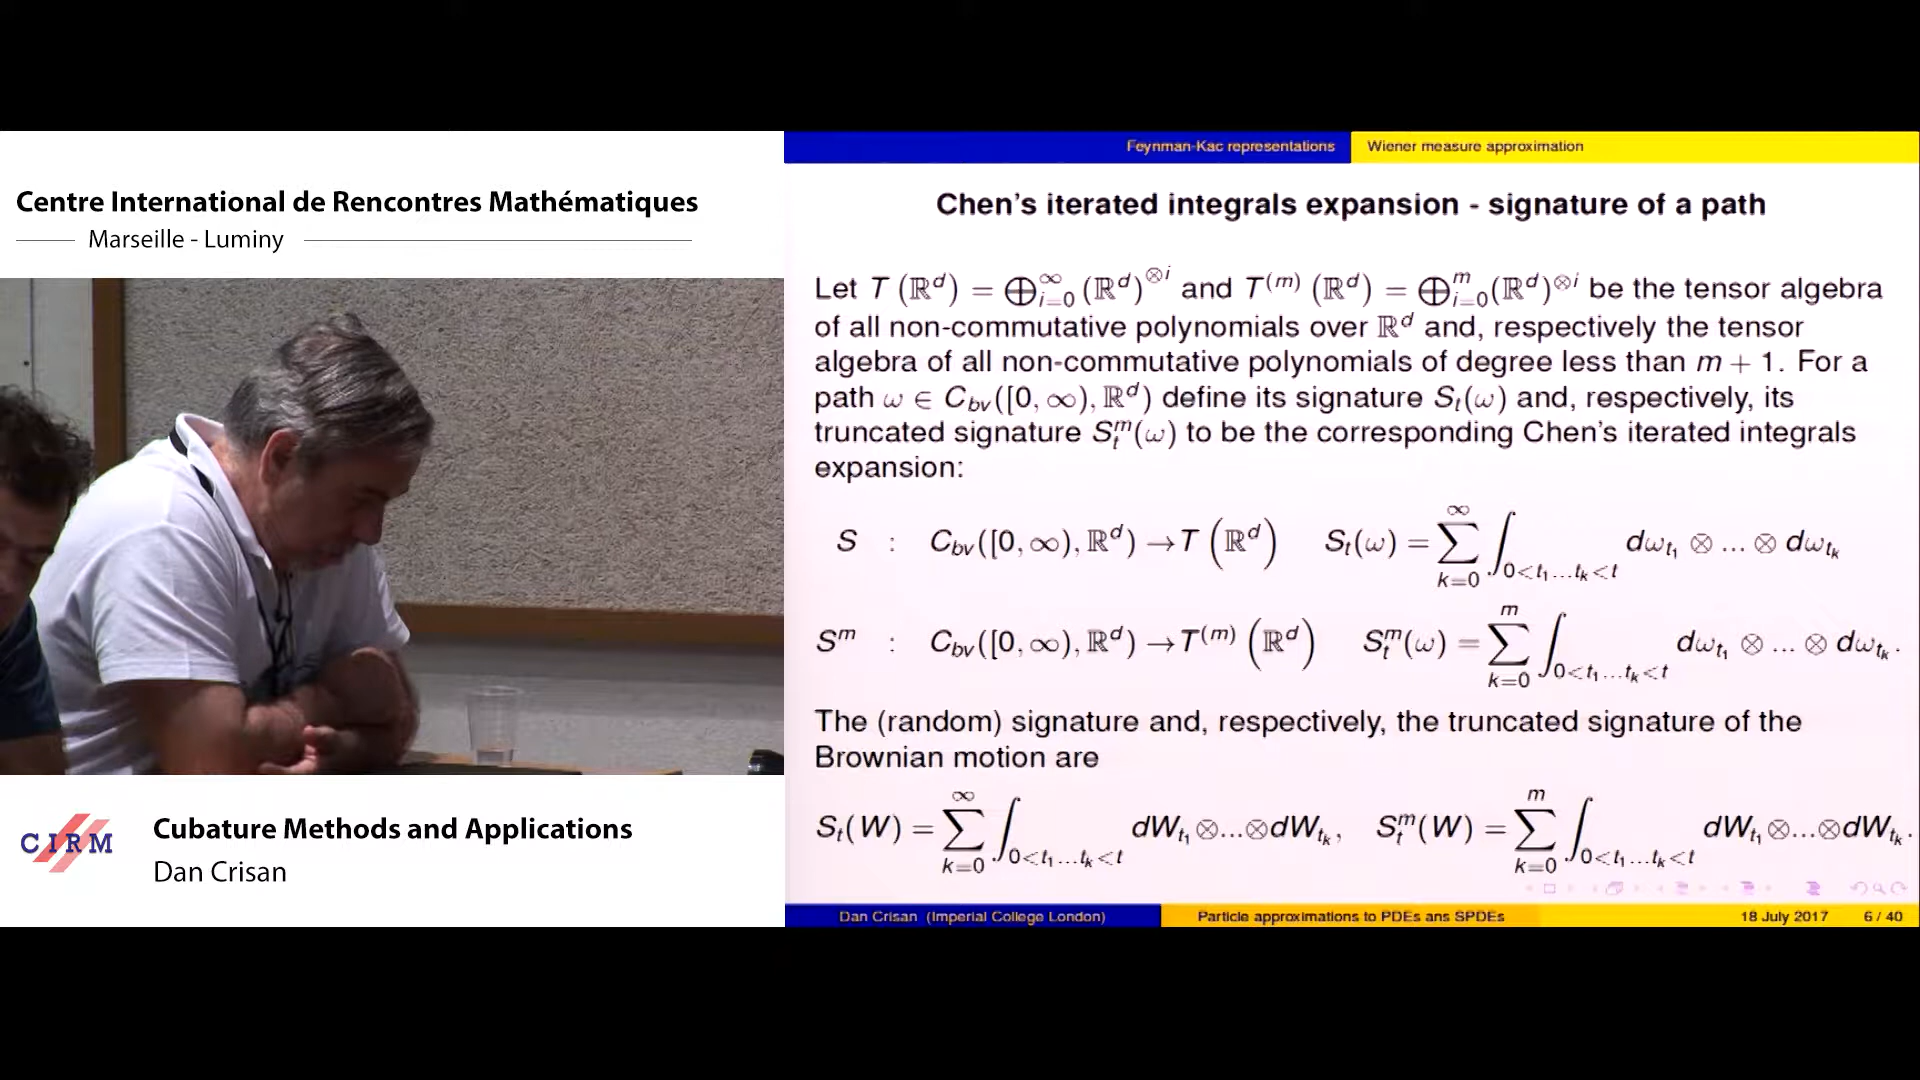 Centre International de Rencontres Mathématiques
Marseille - Luminy
CIRM
Cubature Methods and Applications
Dan Crisan
Feynman-Kac representations
Wiener measure approximation
Chen's iterated integrals expansion - signature of a path
Let T (ℝ^d) = ⨁_{i=0}^∞ (ℝ^d)^{⊗i} and T^{(m)} (ℝ^d) = ⨁_{i=0}^m (ℝ^d)^{⊗i} be the tensor algebra
of all non-commutative polynomials over ℝ^d and, respectively the tensor
algebra of all non-commutative polynomials of degree less than m + 1. For a
path ω ∈ C_{bv}([0, ∞), ℝ^d) define its signature S_t(ω) and, respectively, its
truncated signature S_t^m(ω) to be the corresponding Chen's iterated integrals
expansion:
S : C_{bv}([0, ∞), ℝ^d) → T (ℝ^d) S_t(ω) = ∑_{k=0}^∞ ∫_{0<t_1...t_k<t} dω_{t_1} ⊗ ... ⊗ dω_{t_k}
S^m : C_{bv}([0, ∞), ℝ^d) → T^{(m)} (ℝ^d) S_t^m(ω) = ∑_{k=0}^m ∫_{0<t_1...t_k<t} dω_{t_1} ⊗ ... ⊗ dω_{t_k}.
The (random) signature and, respectively, the truncated signature of the
Brownian motion are
S_t(W) = ∑_{k=0}^∞ ∫_{0<t_1...t_k<t} dW_{t_1}⊗...⊗dW_{t_k}, S_t^m(W) = ∑_{k=0}^m ∫_{0<t_1...t_k<t} dW_{t_1}⊗...⊗dW_{t_k}.
Dan Crisan (Imperial College London)
Particle approximations to PDEs ans SPDEs
18 July 2017 6 / 40